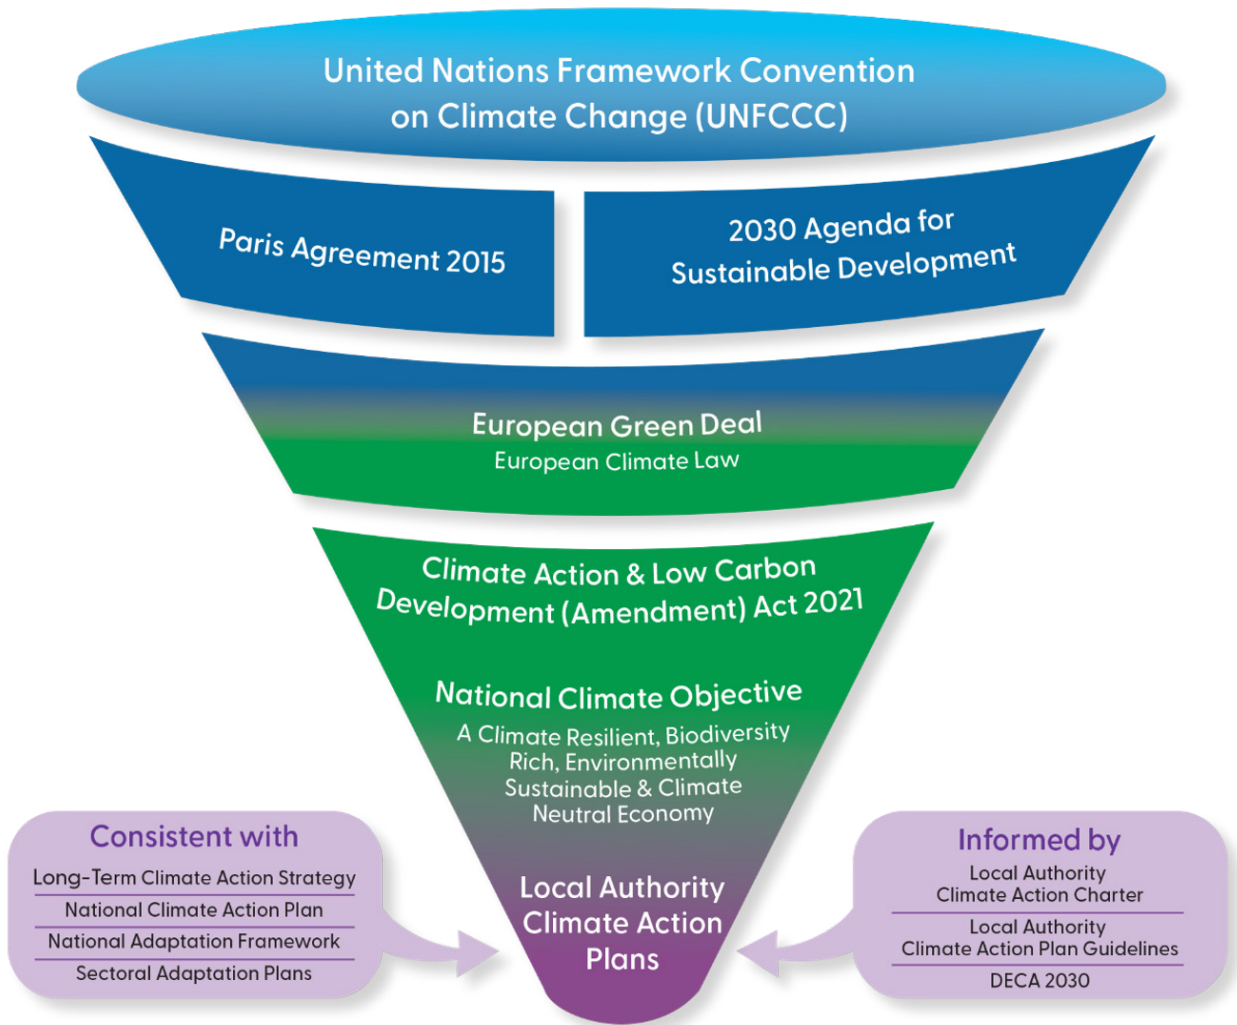 United Nations Framework Convention
on Climate Change (UNFCCC)
Paris Agreement 2015
2030 Agenda for
Sustainable Development
European Green Deal
European Climate Law
Climate Action & Low Carbon
Development (Amendment) Act 2021
National Climate Objective
A Climate Resilient, Biodiversity
Rich, Environmentally
Sustainable & Climate
Neutral Economy
Local Authority
Climate Action
Plans
Consistent with
Long-Term Climate Action Strategy
National Climate Action Plan
National Adaptation Framework
Sectoral Adaptation Plans
Informed by
Local Authority
Climate Action Charter
Local Authority
Climate Action Plan Guidelines
DECA 2030